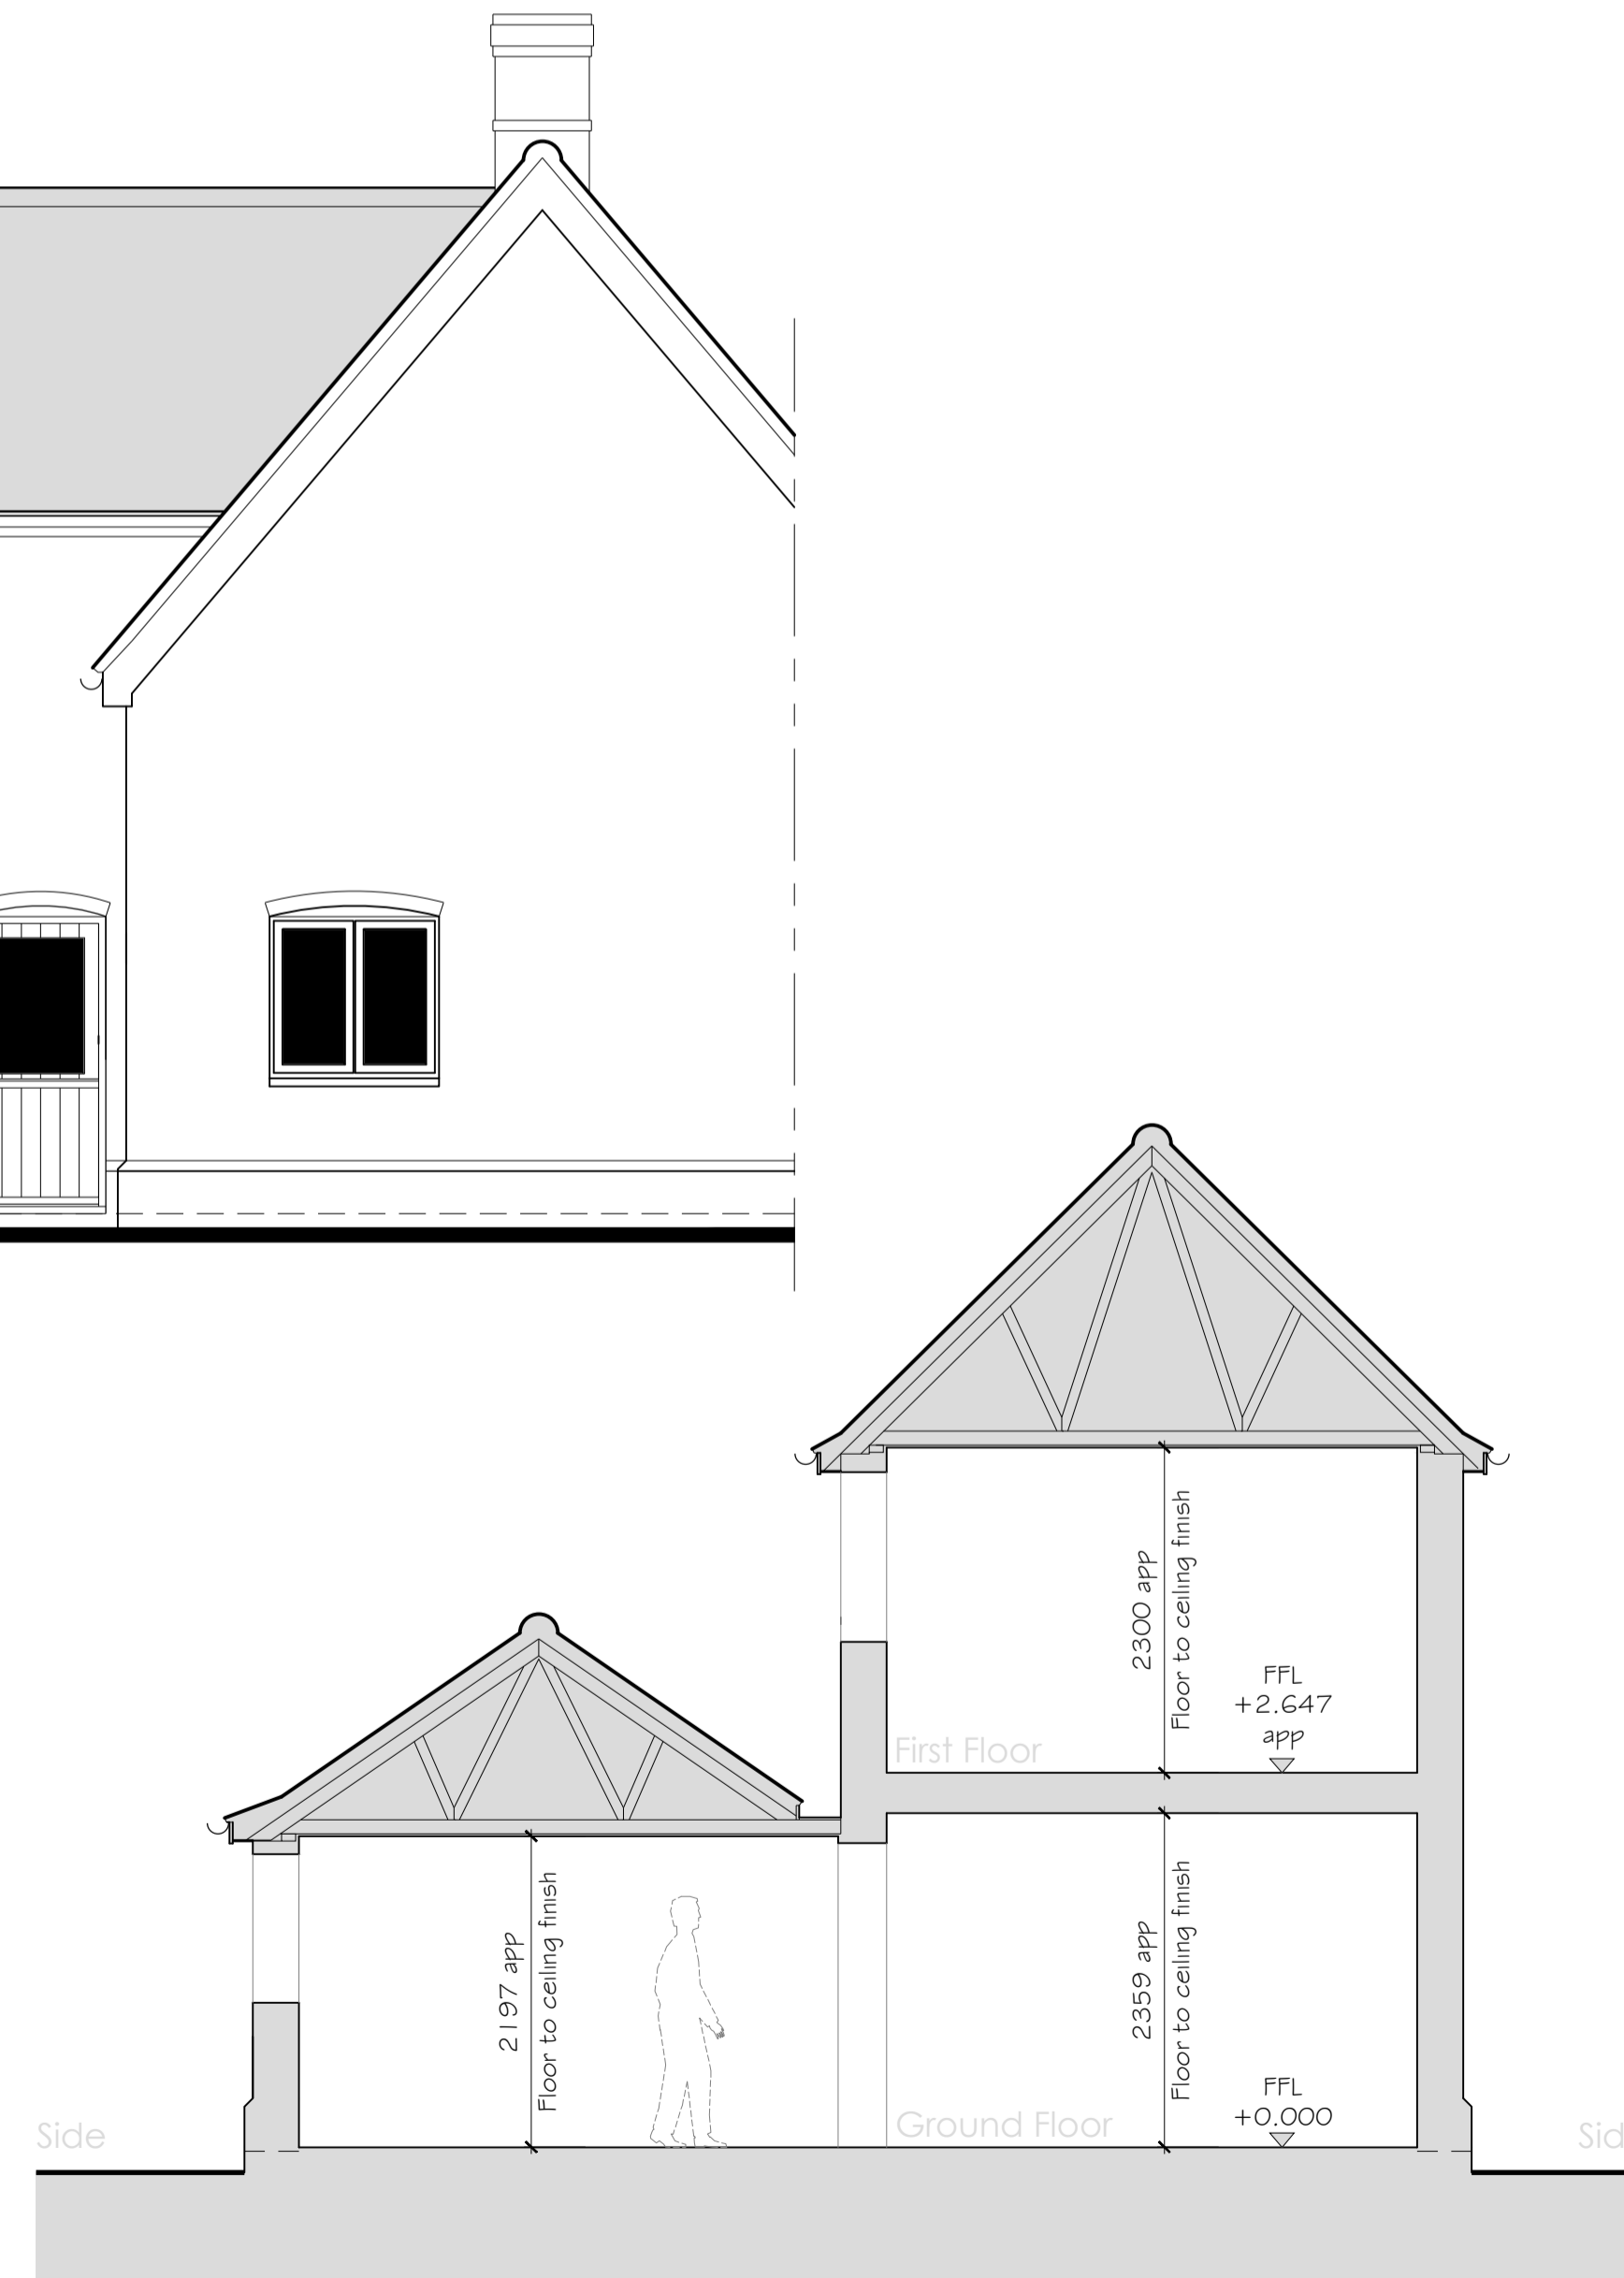 2300 app
Floor to ceiling finish
FFL
+2.647
app
First Floor
2197 app
Floor to ceiling finish
2359 app
Floor to ceiling finish
FFL
+0.000
Ground Floor
Side
Sid